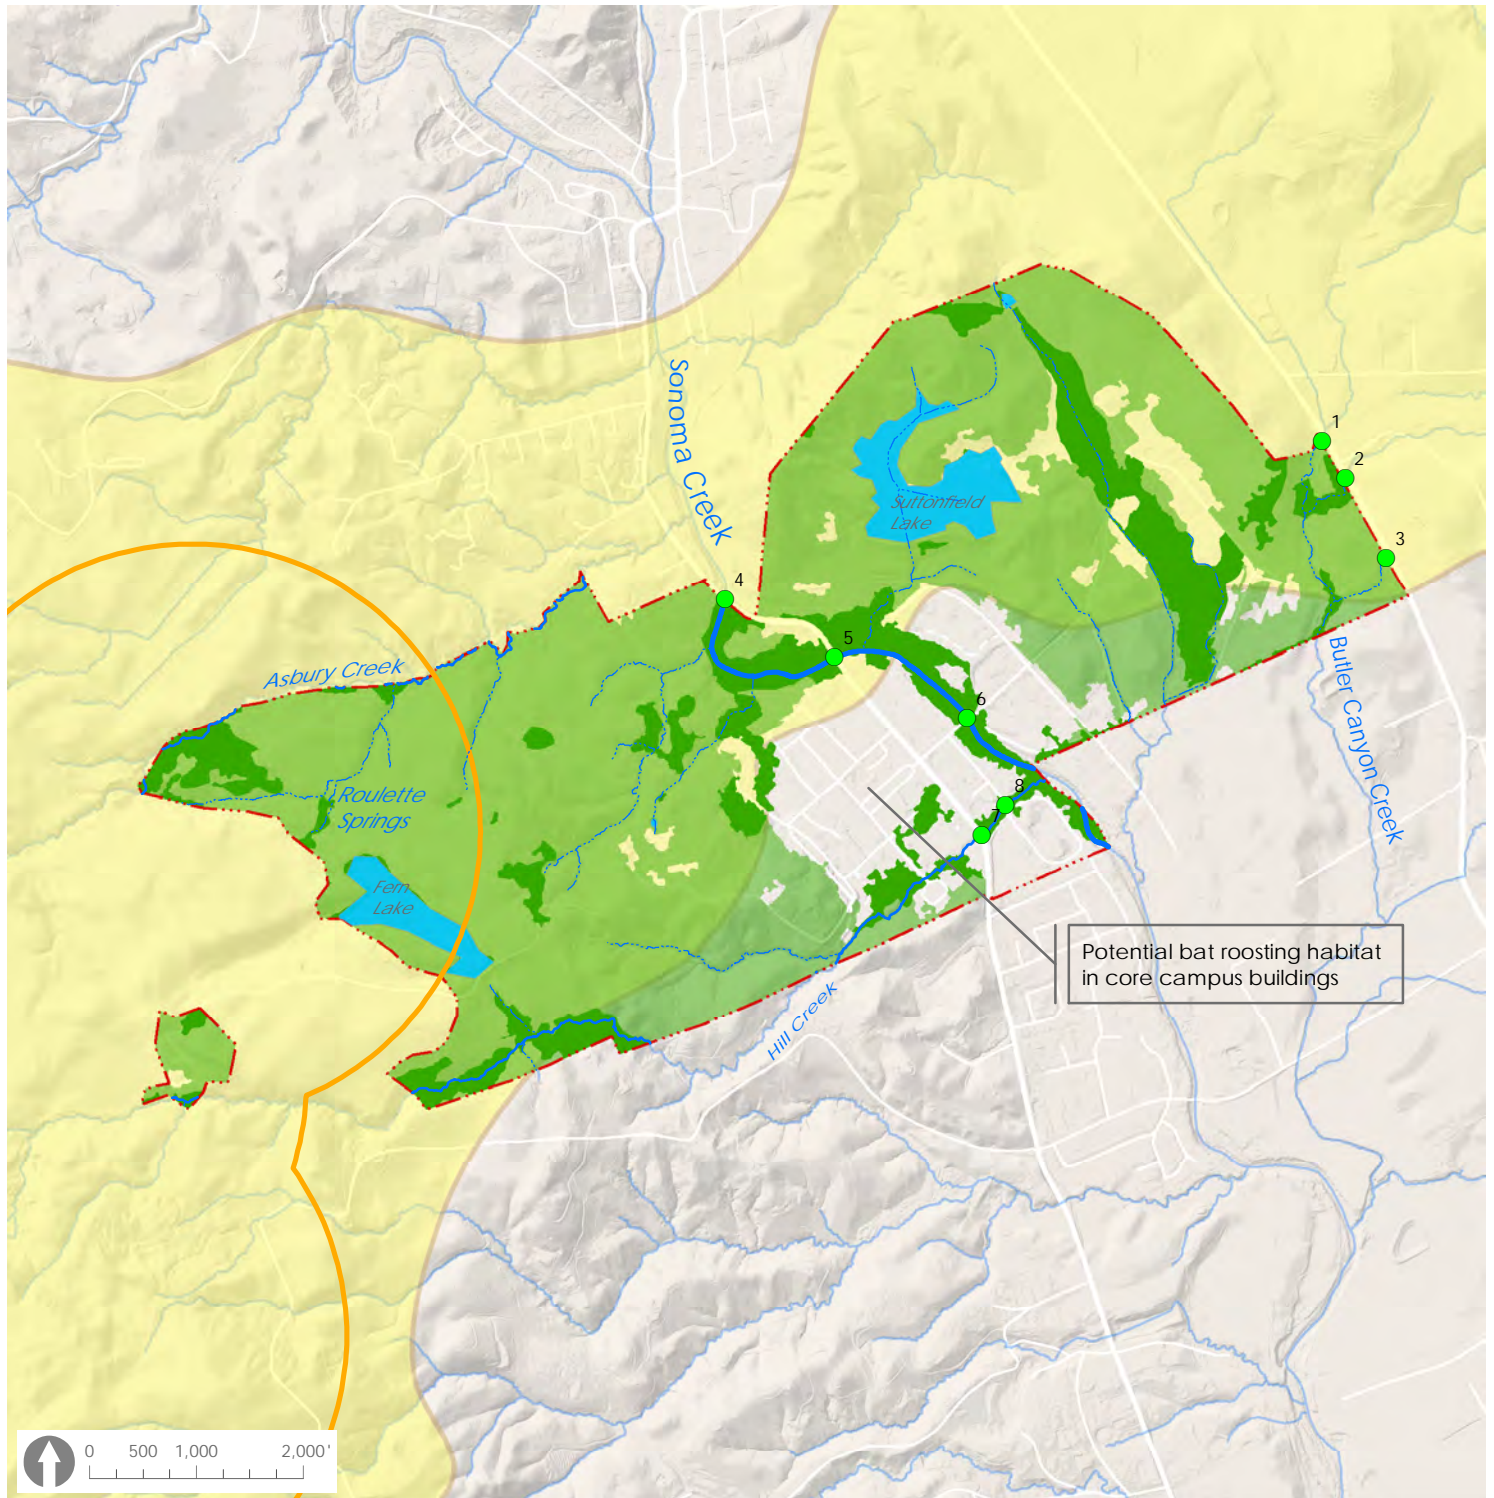 1
2
Sonoma Creek
Suttonfield
Lake
3
4
5
Asbury Creek
Butler Canyon Creek
6
Roulette
Springs
8
7
Fern
Lake
Potential bat roosting habitat
in core campus buildings
Hill Creek
0 500 1,000 2,000'